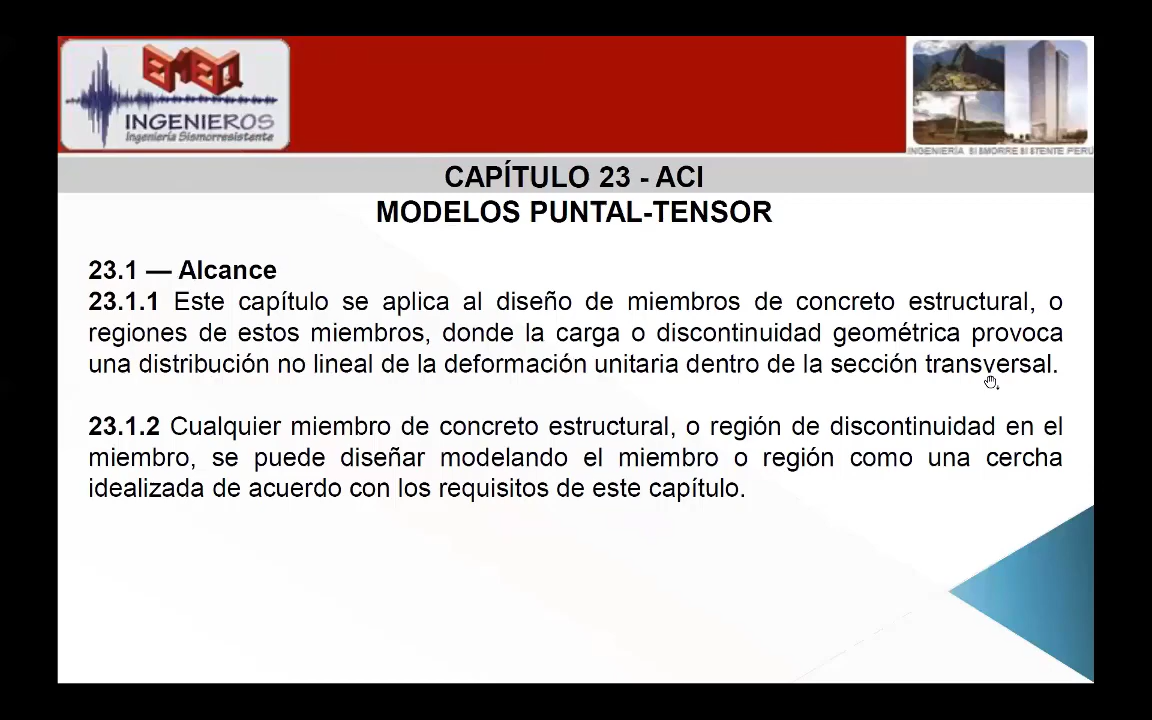 EMEQ
INGENIEROS
Ingeniería Sismorresistente
INGENIERÍA SISMORRESISTENTE PERÚ
CAPÍTULO 23 - ACI
MODELOS PUNTAL-TENSOR
23.1 — Alcance
23.1.1 Este capítulo se aplica al diseño de miembros de concreto estructural, o
regiones de estos miembros, donde la carga o discontinuidad geométrica provoca
una distribución no lineal de la deformación unitaria dentro de la sección transversal.
23.1.2 Cualquier miembro de concreto estructural, o región de discontinuidad en el
miembro, se puede diseñar modelando el miembro o región como una cercha
idealizada de acuerdo con los requisitos de este capítulo.